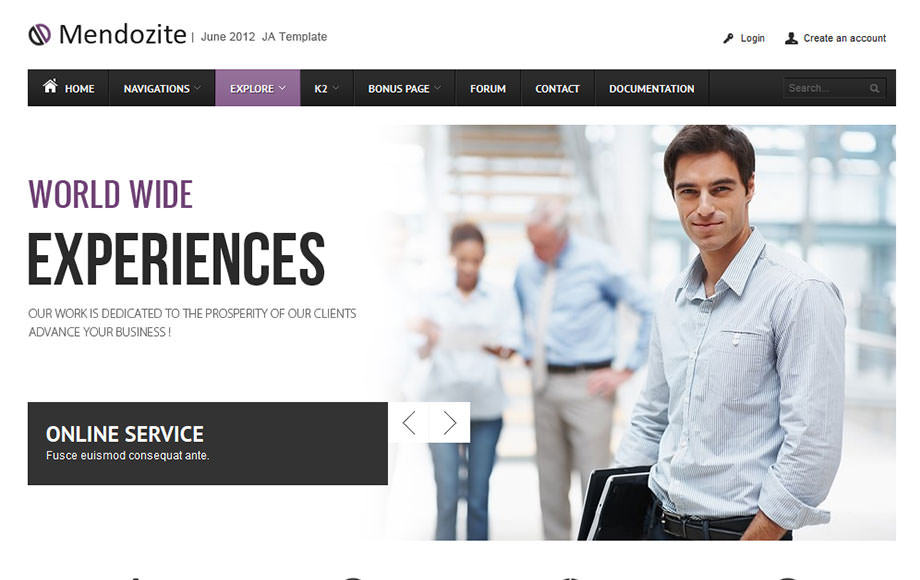 Mendozite | June 2012 JA Template
Login Create an account
HOME NAVIGATIONS EXPLORE K2 BONUS PAGE FORUM CONTACT DOCUMENTATION Search...
WORLD WIDE
EXPERIENCES
OUR WORK IS DEDICATED TO THE PROSPERITY OF OUR CLIENTS
ADVANCE YOUR BUSINESS !
ONLINE SERVICE
Fusce euismod consequat ante.